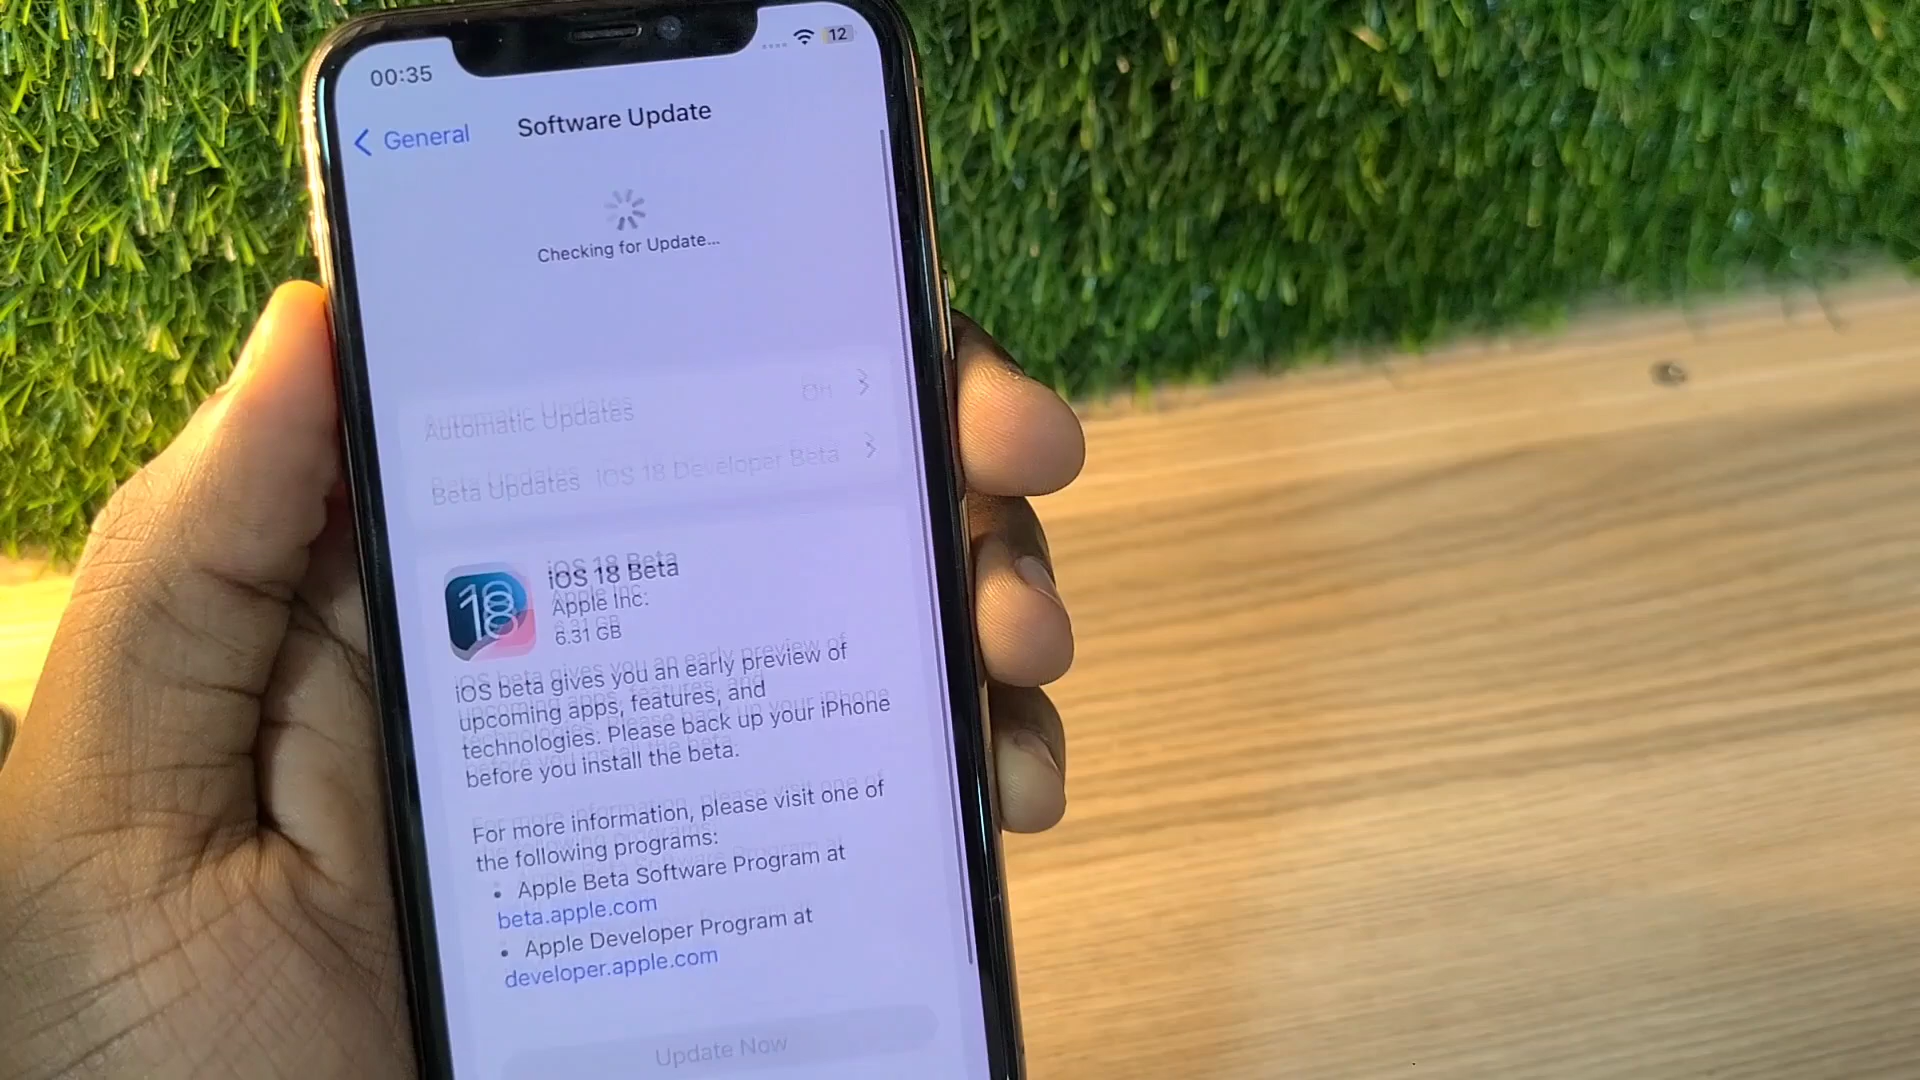 00:35
12
General
Software Update
Checking for Update...
Automatic Updates
On
Beta Updates
iOS 18 Developer Beta
18
iOS 18 Beta
Apple Inc.
6.31 GB
iOS beta gives you an early preview of
upcoming apps, features, and
technologies. Please back up your iPhone
before you install the beta.
For more information, please visit one of
the following programs:
• Apple Beta Software Program at
beta.apple.com
• Apple Developer Program at
developer.apple.com
Update Now